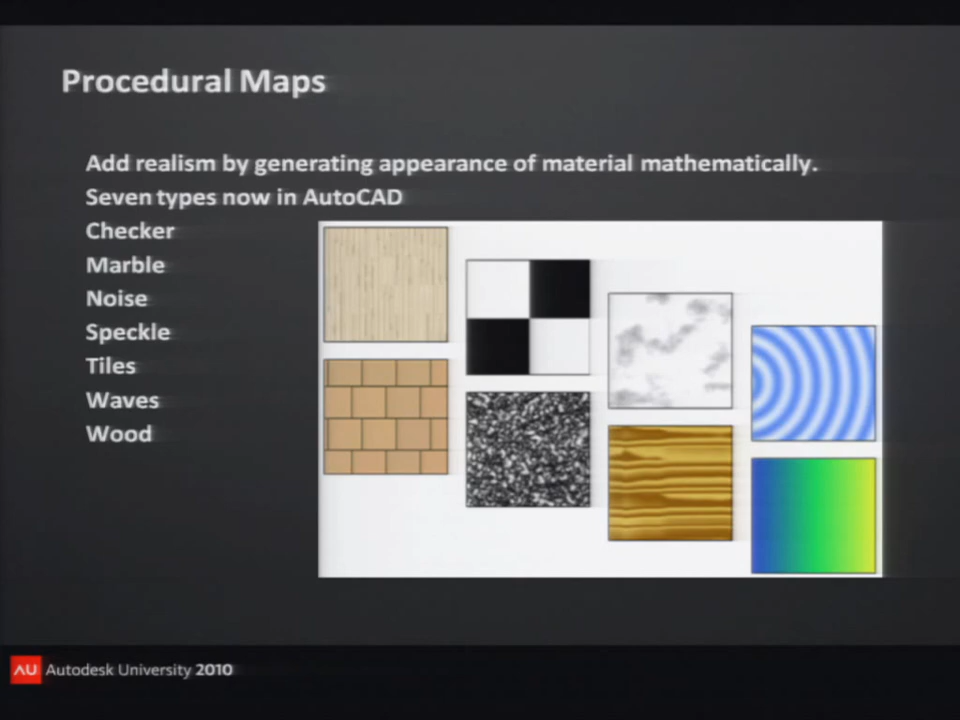 Procedural Maps
Add realism by generating appearance of material mathematically.
Seven types now in AutoCAD
Checker
Marble
Noise
Speckle
Tiles
Waves
Wood
AU Autodesk University 2010